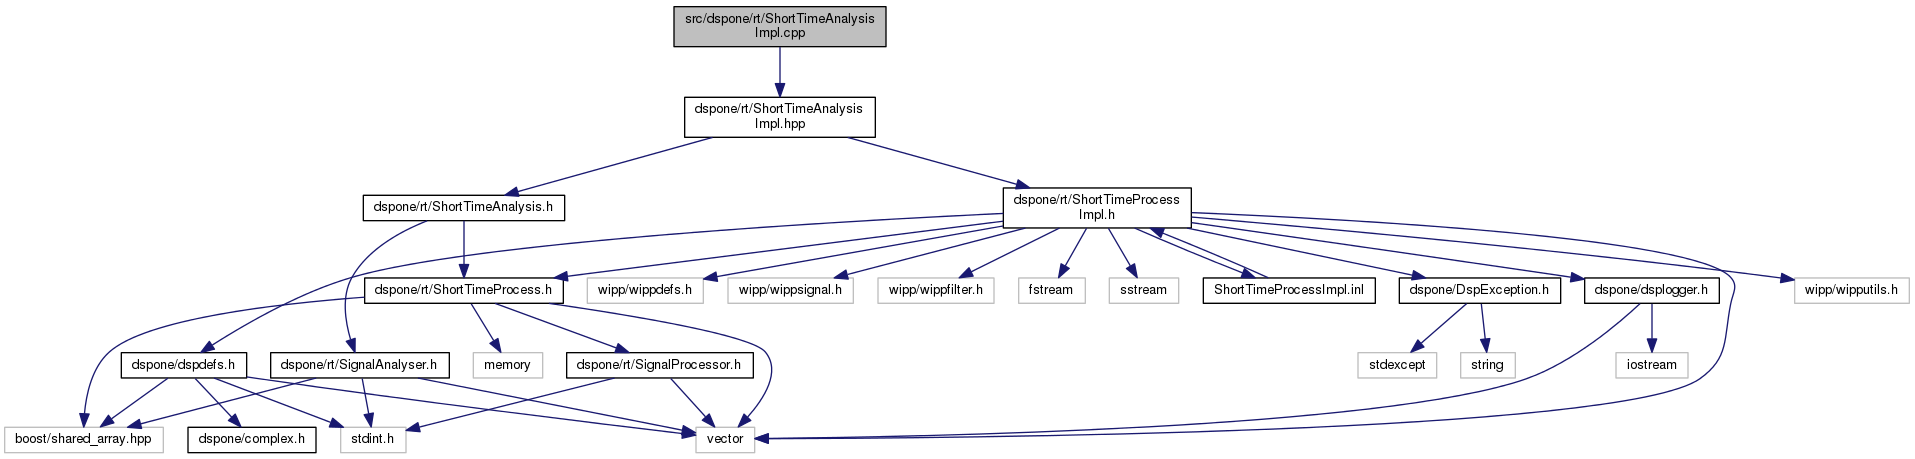 src/dspone/rt/ShortTimeAnalysis
Impl.cpp
dspone/rt/ShortTimeAnalysis
Impl.hpp
dspone/rt/ShortTimeAnalysis.h
dspone/rt/ShortTimeProcess
Impl.h
dspone/rt/ShortTimeProcess.h
wipp/wippdefs.h
wipp/wippsignal.h
wipp/wippfilter.h
fstream
sstream
ShortTimeProcessImpl.inl
dspone/DspException.h
dspone/dsplogger.h
wipp/wipputils.h
dspone/dspdefs.h
dspone/rt/SignalAnalyser.h
memory
dspone/rt/SignalProcessor.h
stdexcept
string
iostream
boost/shared_array.hpp
dspone/complex.h
stdint.h
vector